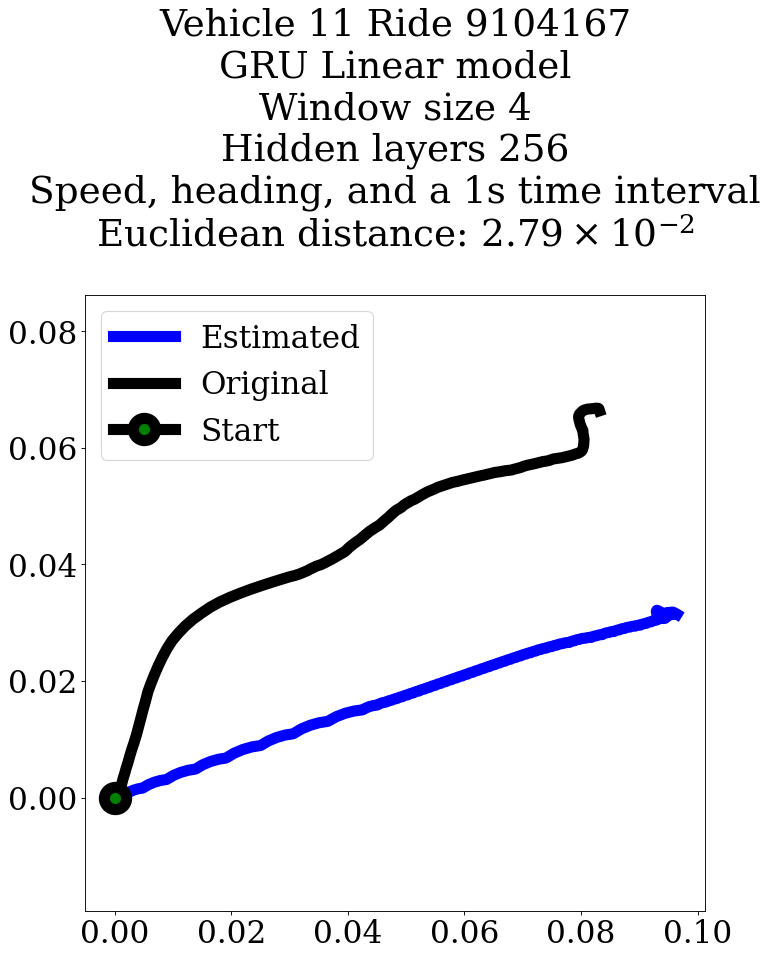 Vehicle 11 Ride 9104167
GRU Linear model
Window size 4
Hidden layers 256
Speed, heading, and a 1s time interval
Euclidean distance: 2.79 × 10⁻²
Estimated
Original
Start
0.08
0.06
0.04
0.02
0.00
0.00 0.02 0.04 0.06 0.08 0.10